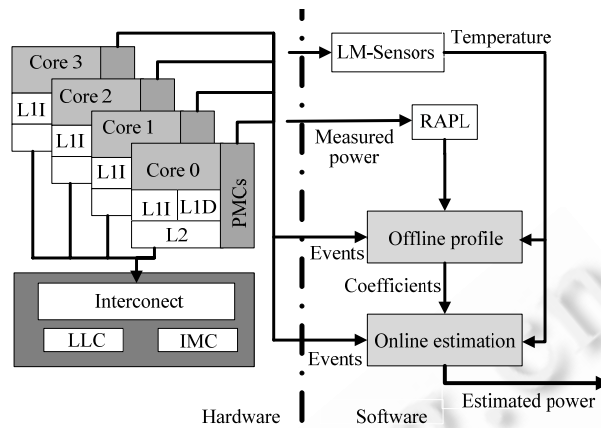 Core 3
L1I
Core 2
L1I
Core 1
L1I
Core 0
L1I
L1D
L2
PMCs
Interconect
LLC
IMC
LM-Sensors
Temperature
Measured
power
RAPL
Events
Offline profile
Coefficients
Events
Online estimation
Estimated power
Hardware
Software